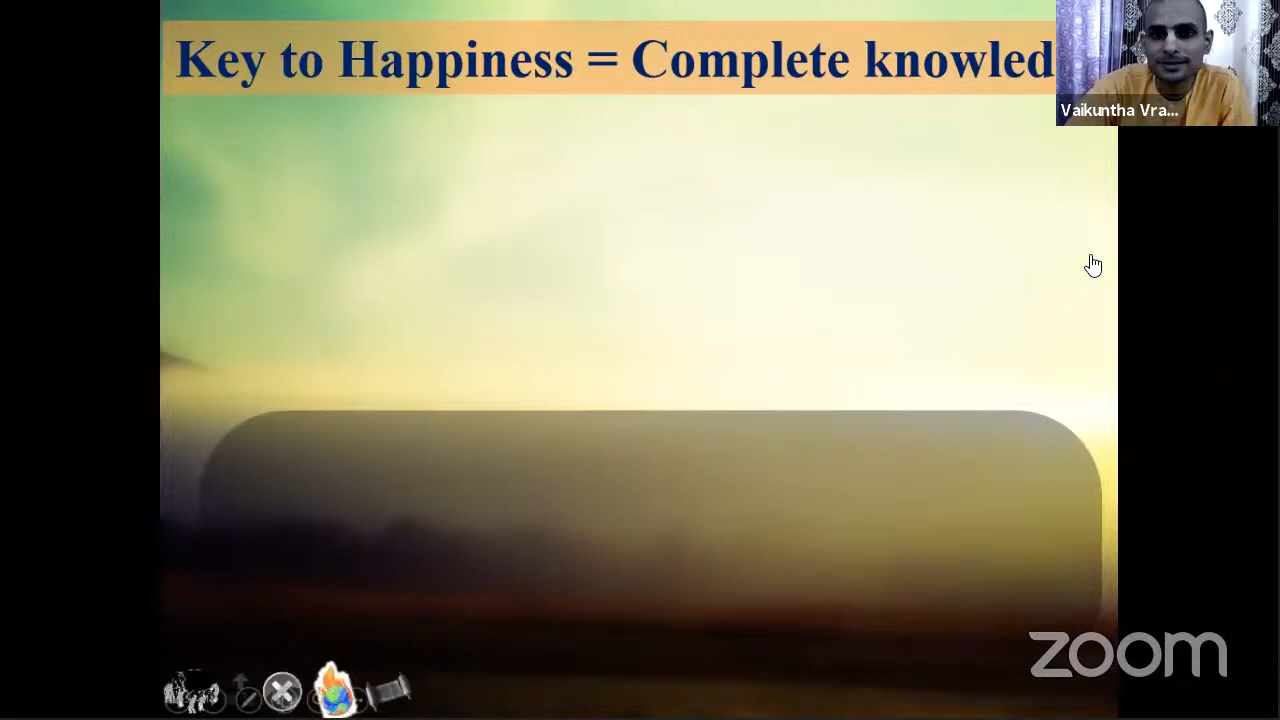 Key to Happiness = Complete knowled
Vaikuntha Vra...
zoom